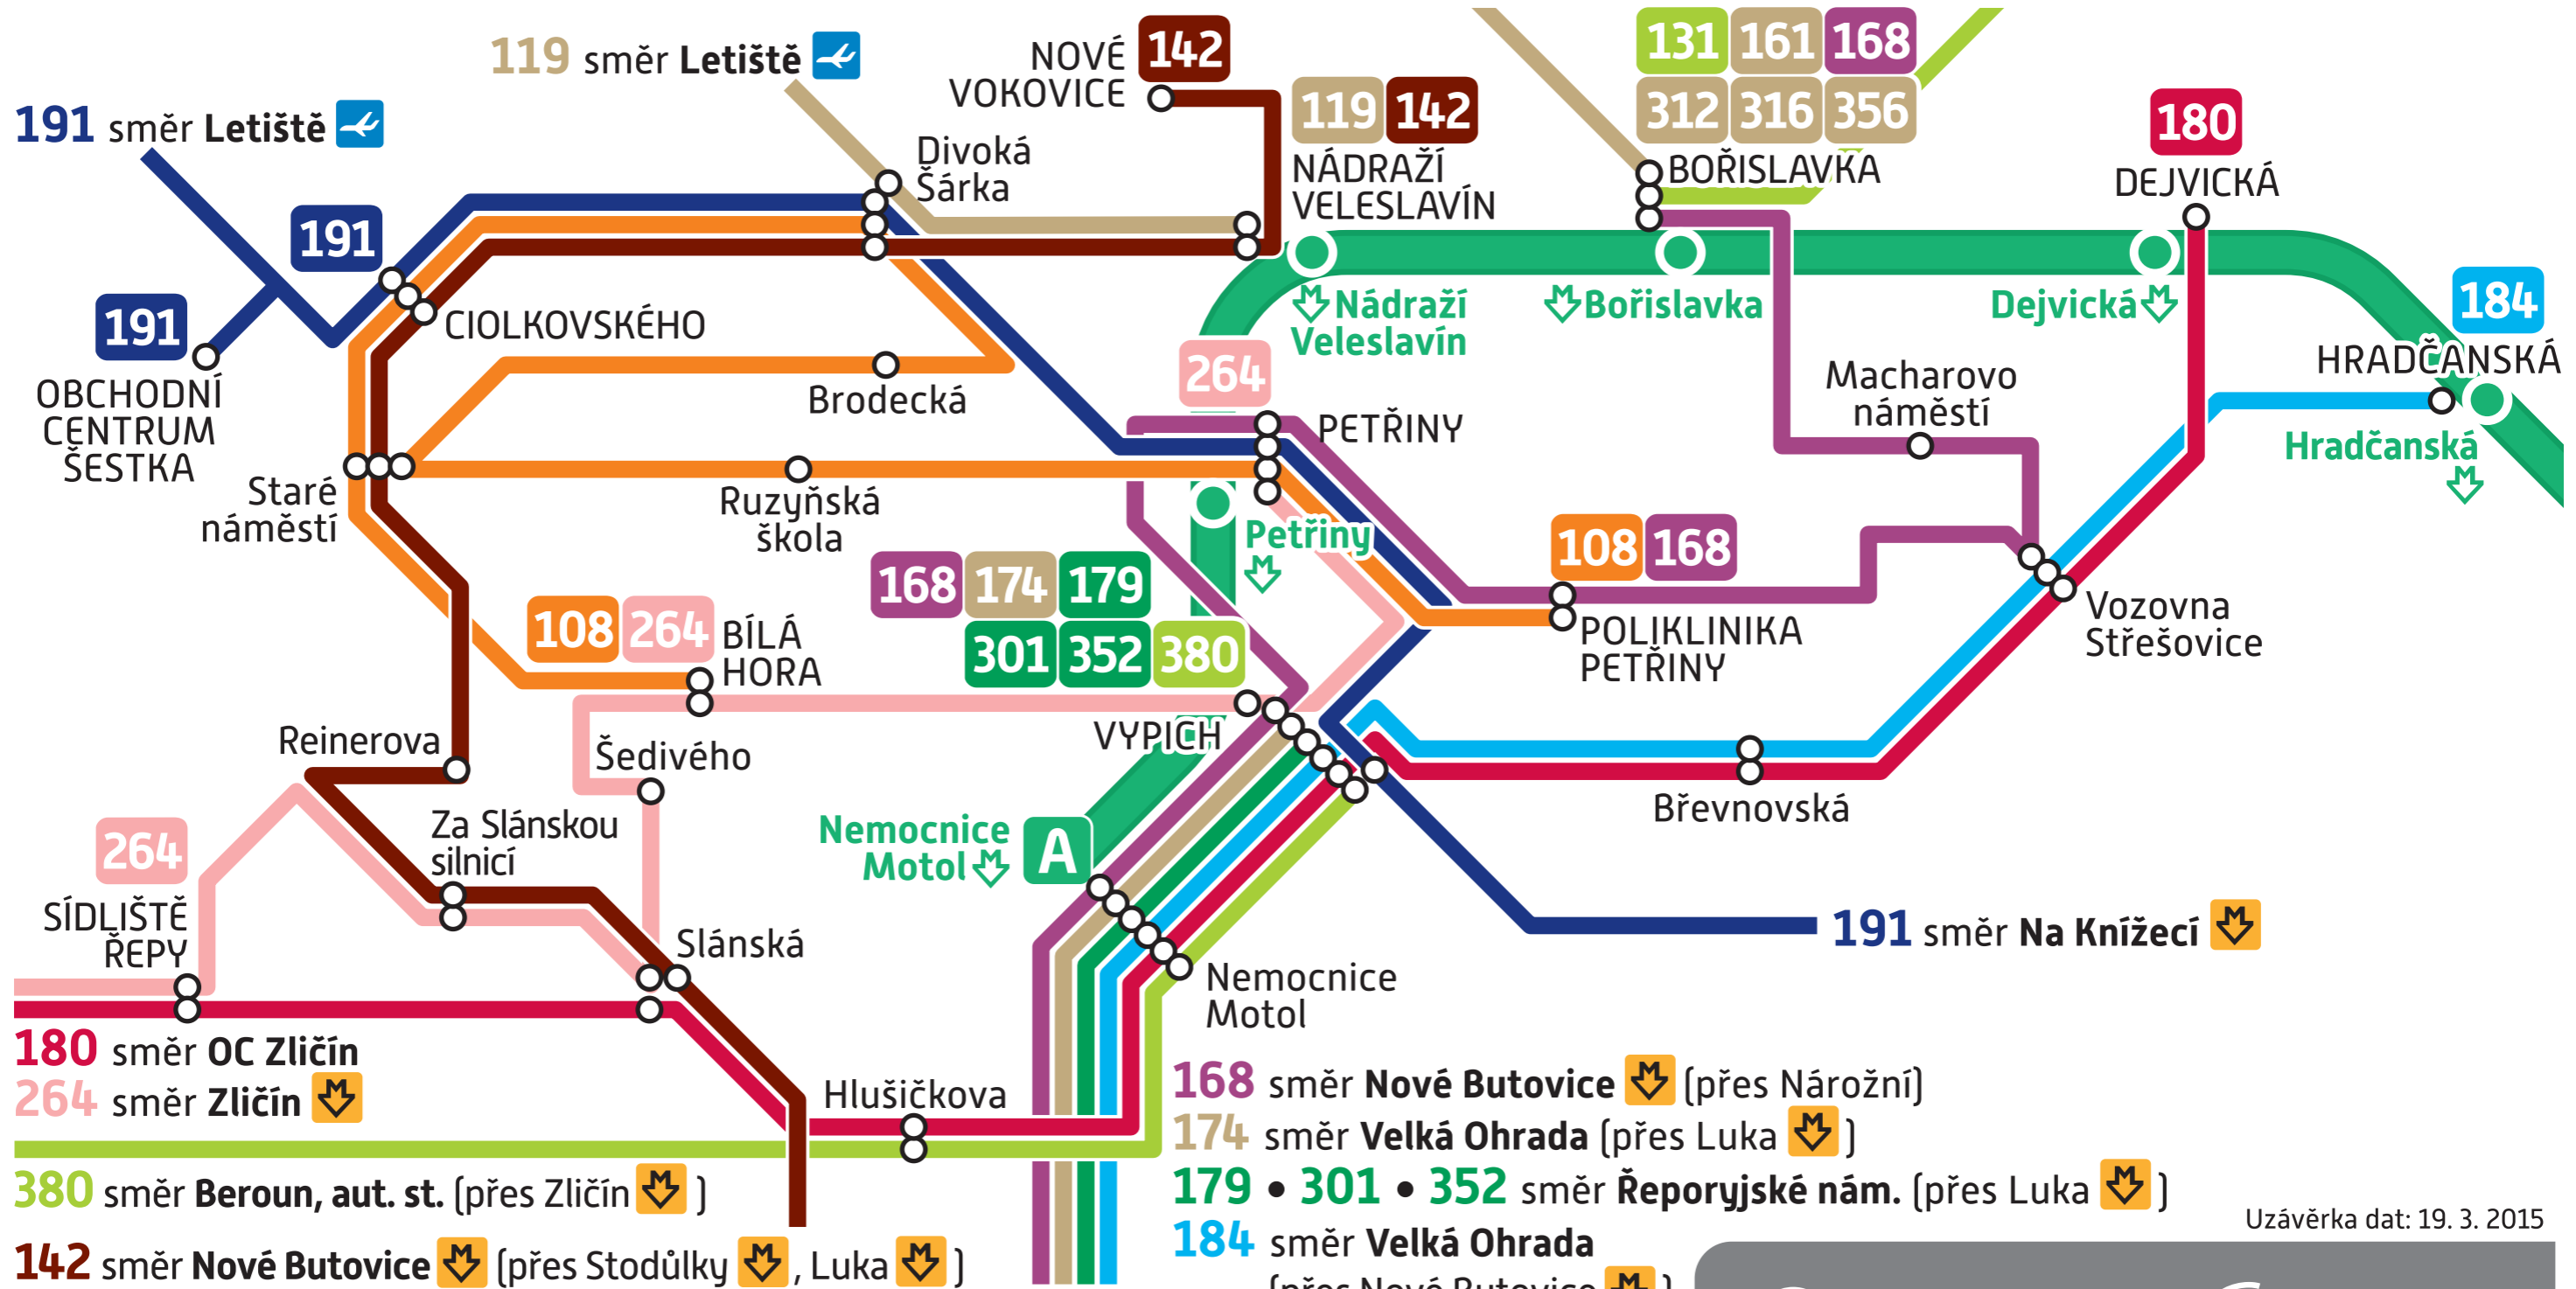 119 směr Letiště
NOVÉ
VOKOVICE
142
131 161 168
312 316 356
191 směr Letiště
119 142
NÁDRAŽÍ
VELESLAVÍN
BOŘISLAVKA
180
DEJVICKÁ
Divoká
Šárka
191
191
OBCHODNÍ
CENTRUM
ŠESTKA
CIOLKOVSKÉHO
Nádraží
Veleslavín
Bořislavka
Dejvická
184
HRADČANSKÁ
Hradčanská
264
PETŘINY
Brodecká
Macharovo
náměstí
Staré
náměstí
Ruzyňská
škola
Petřiny
168 174 179
301 352 380
108 168
POLIKLINIKA
PETŘINY
Vozovna
Střešovice
108 264
BÍLÁ
HORA
VYPICH
Reinerova
Šedivého
Břevnovská
264
SÍDLIŠTĚ
ŘEPY
Za Slánskou
silnicí
Nemocnice
Motol
A
Slánská
191 směr Na Knížecí
Nemocnice
Motol
180 směr OC Zličín
264 směr Zličín
Hlušičkova
168 směr Nové Butovice (přes Nárožní)
174 směr Velká Ohrada (přes Luka )
179 • 301 • 352 směr Řeporyjské nám. (přes Luka )
184 směr Velká Ohrada
(přes Nové Butovice )
380 směr Beroun, aut. st. (přes Zličín )
142 směr Nové Butovice (přes Stodůlky , Luka )
Uzávěrka dat: 19. 3. 2015